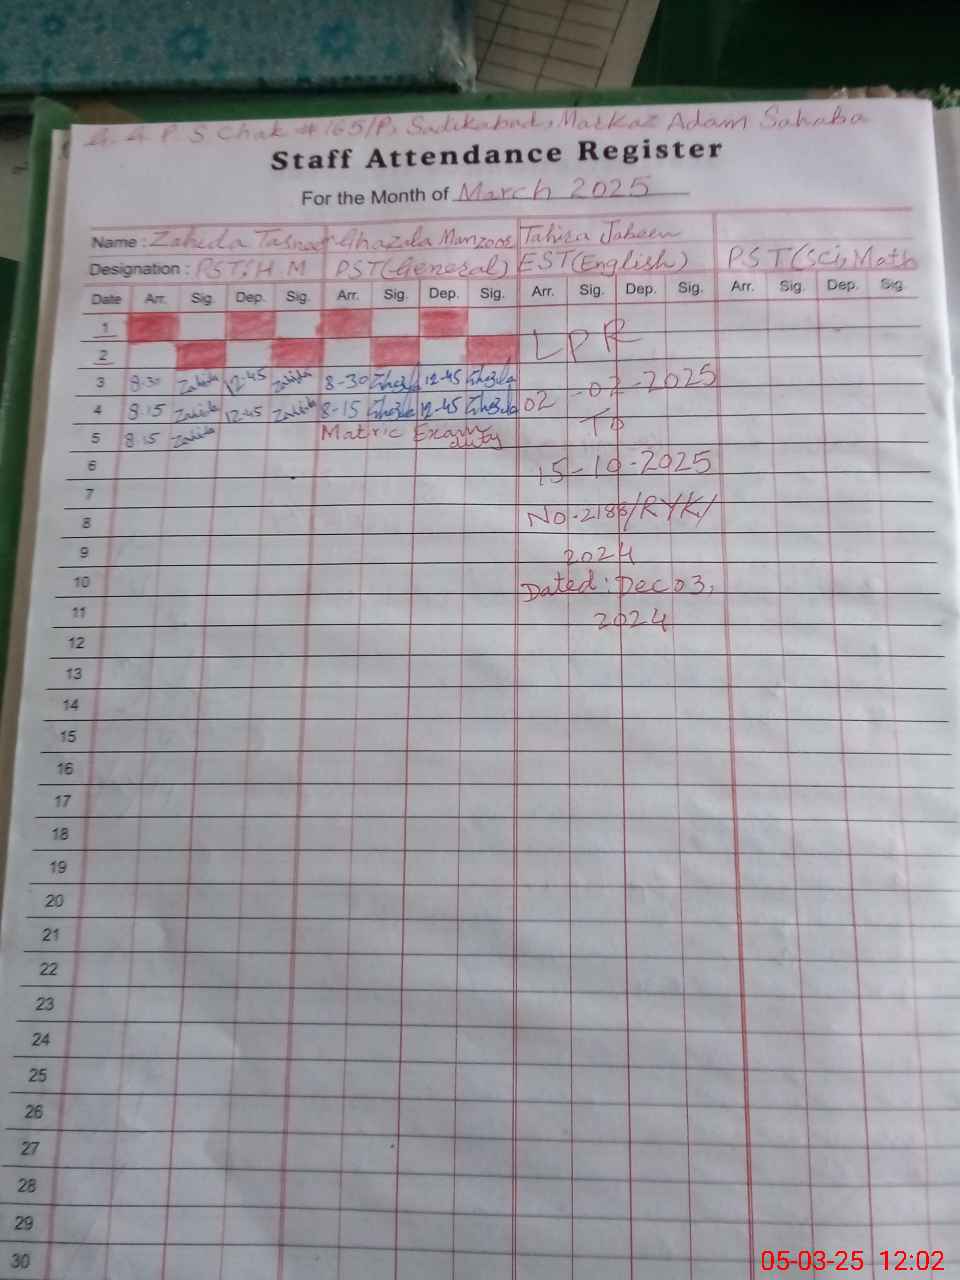 G. G. P. S Chak # 165/P, Sadikabad, Markaz Adam Sahaba
Staff Attendance Register
For the Month of March 2025
Name : Zahida Tasneem Ghazala Manzoor Tahira Jabeen
Designation : PST/H.M PST(General) EST(English) PST(Sci, Math
Date Arr. Sig. Dep. Sig. Arr. Sig. Dep. Sig. Arr. Sig. Dep. Sig. Arr. Sig. Dep. Sig.
1
2 LPR
3 8-30 Zahida 12-45 Zahida 8-30 Ghazala 12-45 Ghazala
4 8.15 Zahida 12-45 Zahida 8-15 Ghazala 12-45 Ghazala 02-02-2025
5 8.15 Zahida Matric Exam duty To
6 15-10-2025
7
8 No.2188/RYK/
9 2024
10 Dated : Dec 03,
11 2024
12
13
14
15
16
17
18
19
20
21
22
23
24
25
26
27
28
29
30
05-03-25 12:02